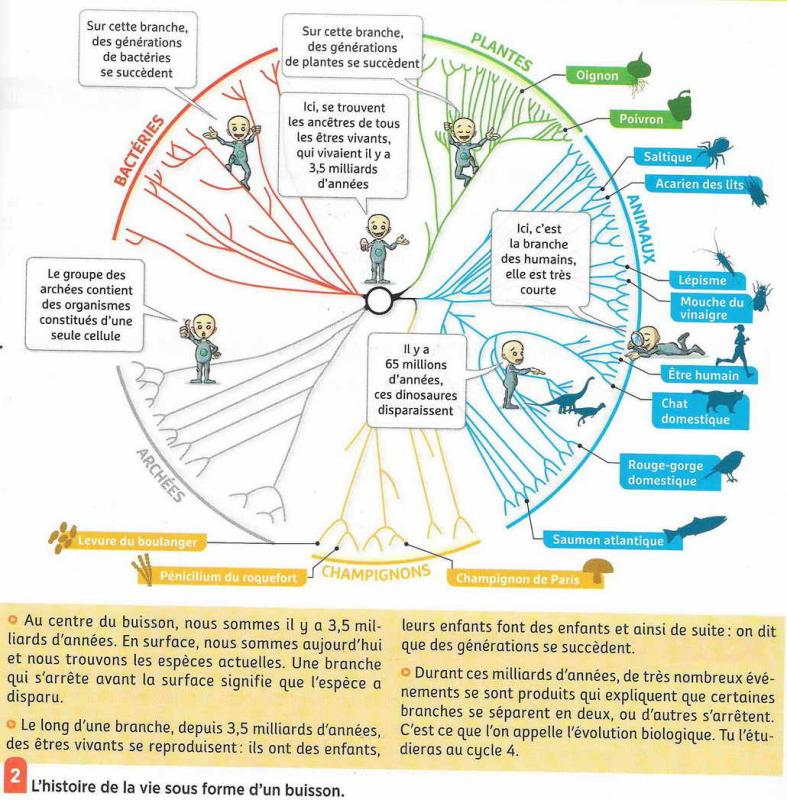 Sur cette branche,
des générations
de bactéries
se succèdent
Sur cette branche,
des générations
de plantes se succèdent
PLANTES
Oignon
Poivron
Ici, se trouvent
les ancêtres de tous
les êtres vivants,
qui vivaient il y a
3,5 milliards
d'années
BACTÉRIES
Saltique
Acarien des lits
ANIMAUX
Ici, c'est
la branche
des humains,
elle est très
courte
Lépisme
Mouche du
vinaigre
Le groupe des
archées contient
des organismes
constitués d'une
seule cellule
Il y a
65 millions
d'années,
ces dinosaures
disparaissent
Être humain
Chat
domestique
Rouge-gorge
domestique
ARCHÉES
Saumon atlantique
Levure du boulanger
Pénicilium du roquefort
CHAMPIGNONS
Champignon de Paris
Au centre du buisson, nous sommes il y a 3,5 mil-
liards d'années. En surface, nous sommes aujourd'hui
et nous trouvons les espèces actuelles. Une branche
qui s'arrête avant la surface signifie que l'espèce a
disparu.
Le long d'une branche, depuis 3,5 milliards d'années,
des êtres vivants se reproduisent : ils ont des enfants,
leurs enfants font des enfants et ainsi de suite : on dit
que des générations se succèdent.
Durant ces milliards d'années, de très nombreux évé-
nements se sont produits qui expliquent que certaines
branches se séparent en deux, ou d'autres s'arrêtent.
C'est ce que l'on appelle l'évolution biologique. Tu l'étu-
dieras au cycle 4.
2 L'histoire de la vie sous forme d'un buisson.